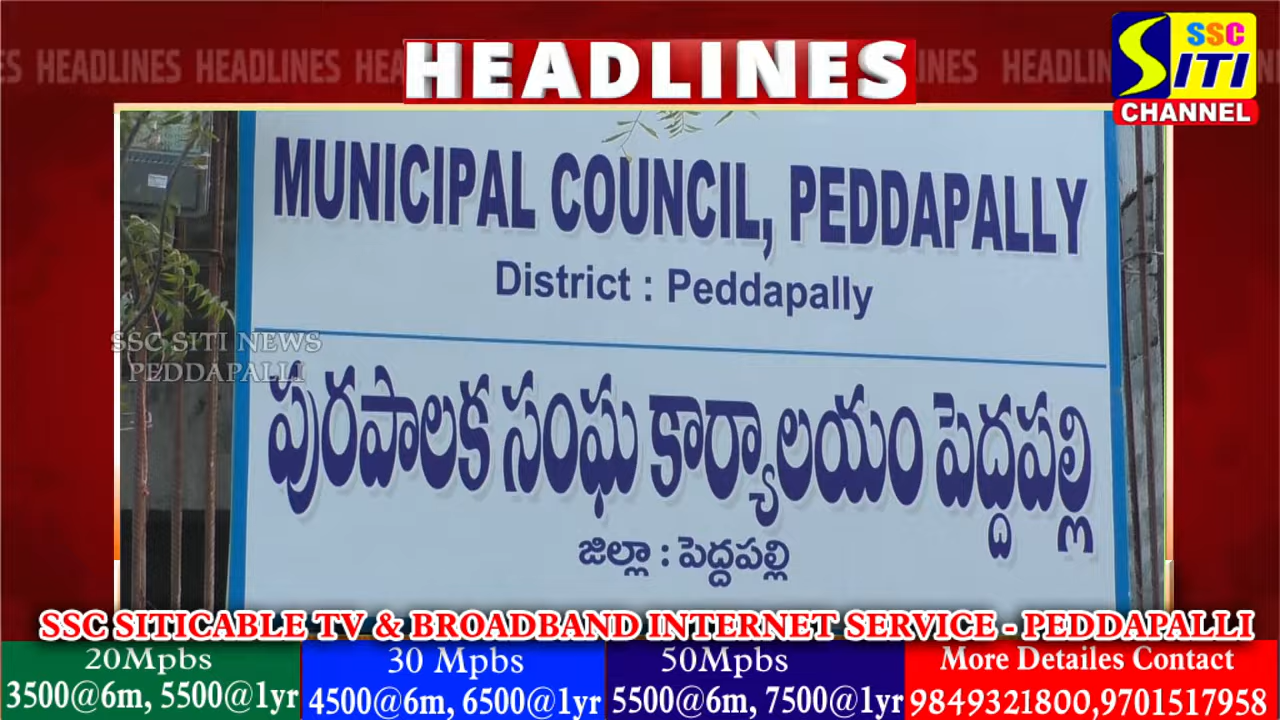 HEADLINES
HEADLINES HEADLINES
SSC
SITI
CHANNEL
MUNICIPAL COUNCIL, PEDDAPALLY
District : Peddapally
SSC SITI NEWS
PEDDAPALLI
పురపాలక సంఘ కార్యాలయం పెద్దపల్లి
జిల్లా : పెద్దపల్లి
SSC SITICABLE TV & BROADBAND INTERNET SERVICE - PEDDAPALLI
20Mpbs 30 Mpbs 50Mpbs More Detailes Contact
3500@6m, 5500@1yr 4500@6m, 6500@1yr 5500@6m, 7500@1yr 9849321800,9701517958